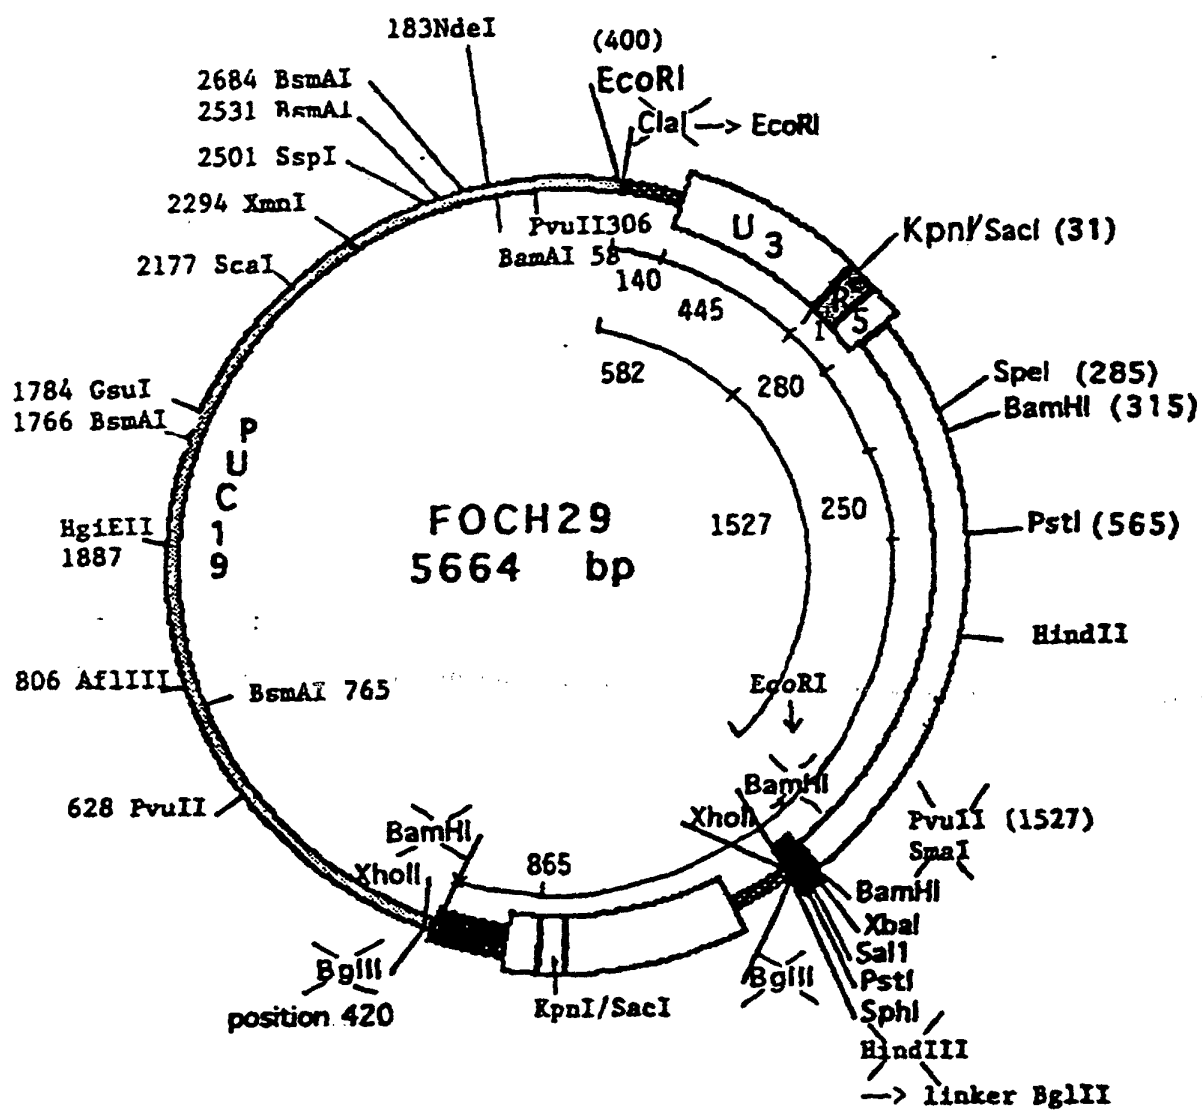 183NdeI
(400)
EcoRI
ClaI -> EcoRI
2684 BsmAI
2531 BsmAI
2501 SspI
2294 XmnI
2177 ScaI
PvuII306
BamAI 58
U 3
KpnI/SacI (31)
R
5
140
445
582
280
SpeI (285)
BamHI (315)
1784 GsuI
1766 BsmAI
PUC19
FOCH29
5664 bp
1527
250
PstI (565)
HgiEII
1887
HindII
806 AflIII
BsmAI 765
EcoRI
BamHI
XhoII
628 PvuII
PvuII (1527)
SmaI
BamHI
XhoII
865
BamHI
XbaI
Sal1
PstI
SphI
HindIII
-> linker BglII
BglII
BglII
position 420
KpnI/SacI